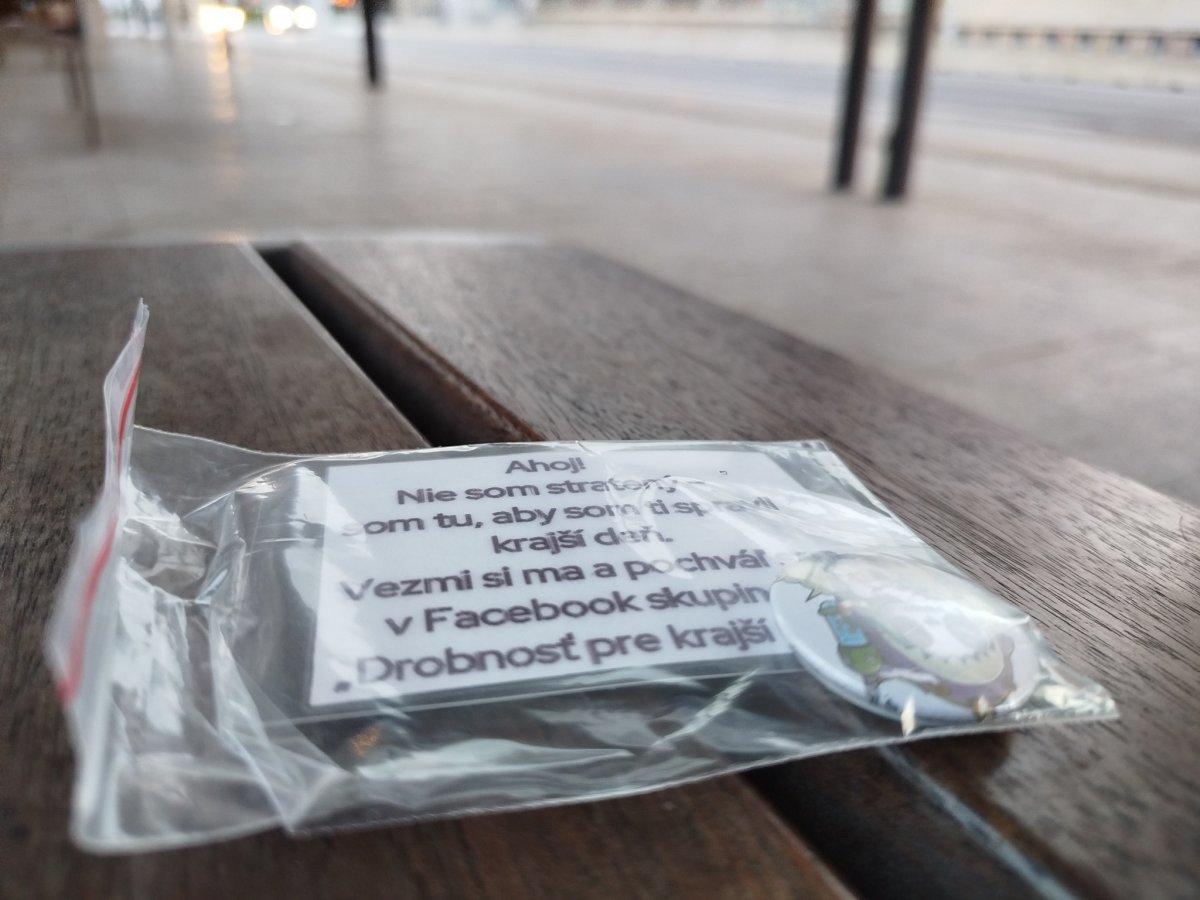 Ahoj!
Nie som stratený –
som tu, aby som ti spravil
krajší deň.
Vezmi si ma a pochváľ
v Facebook skupin
„Drobnosť pre krajší